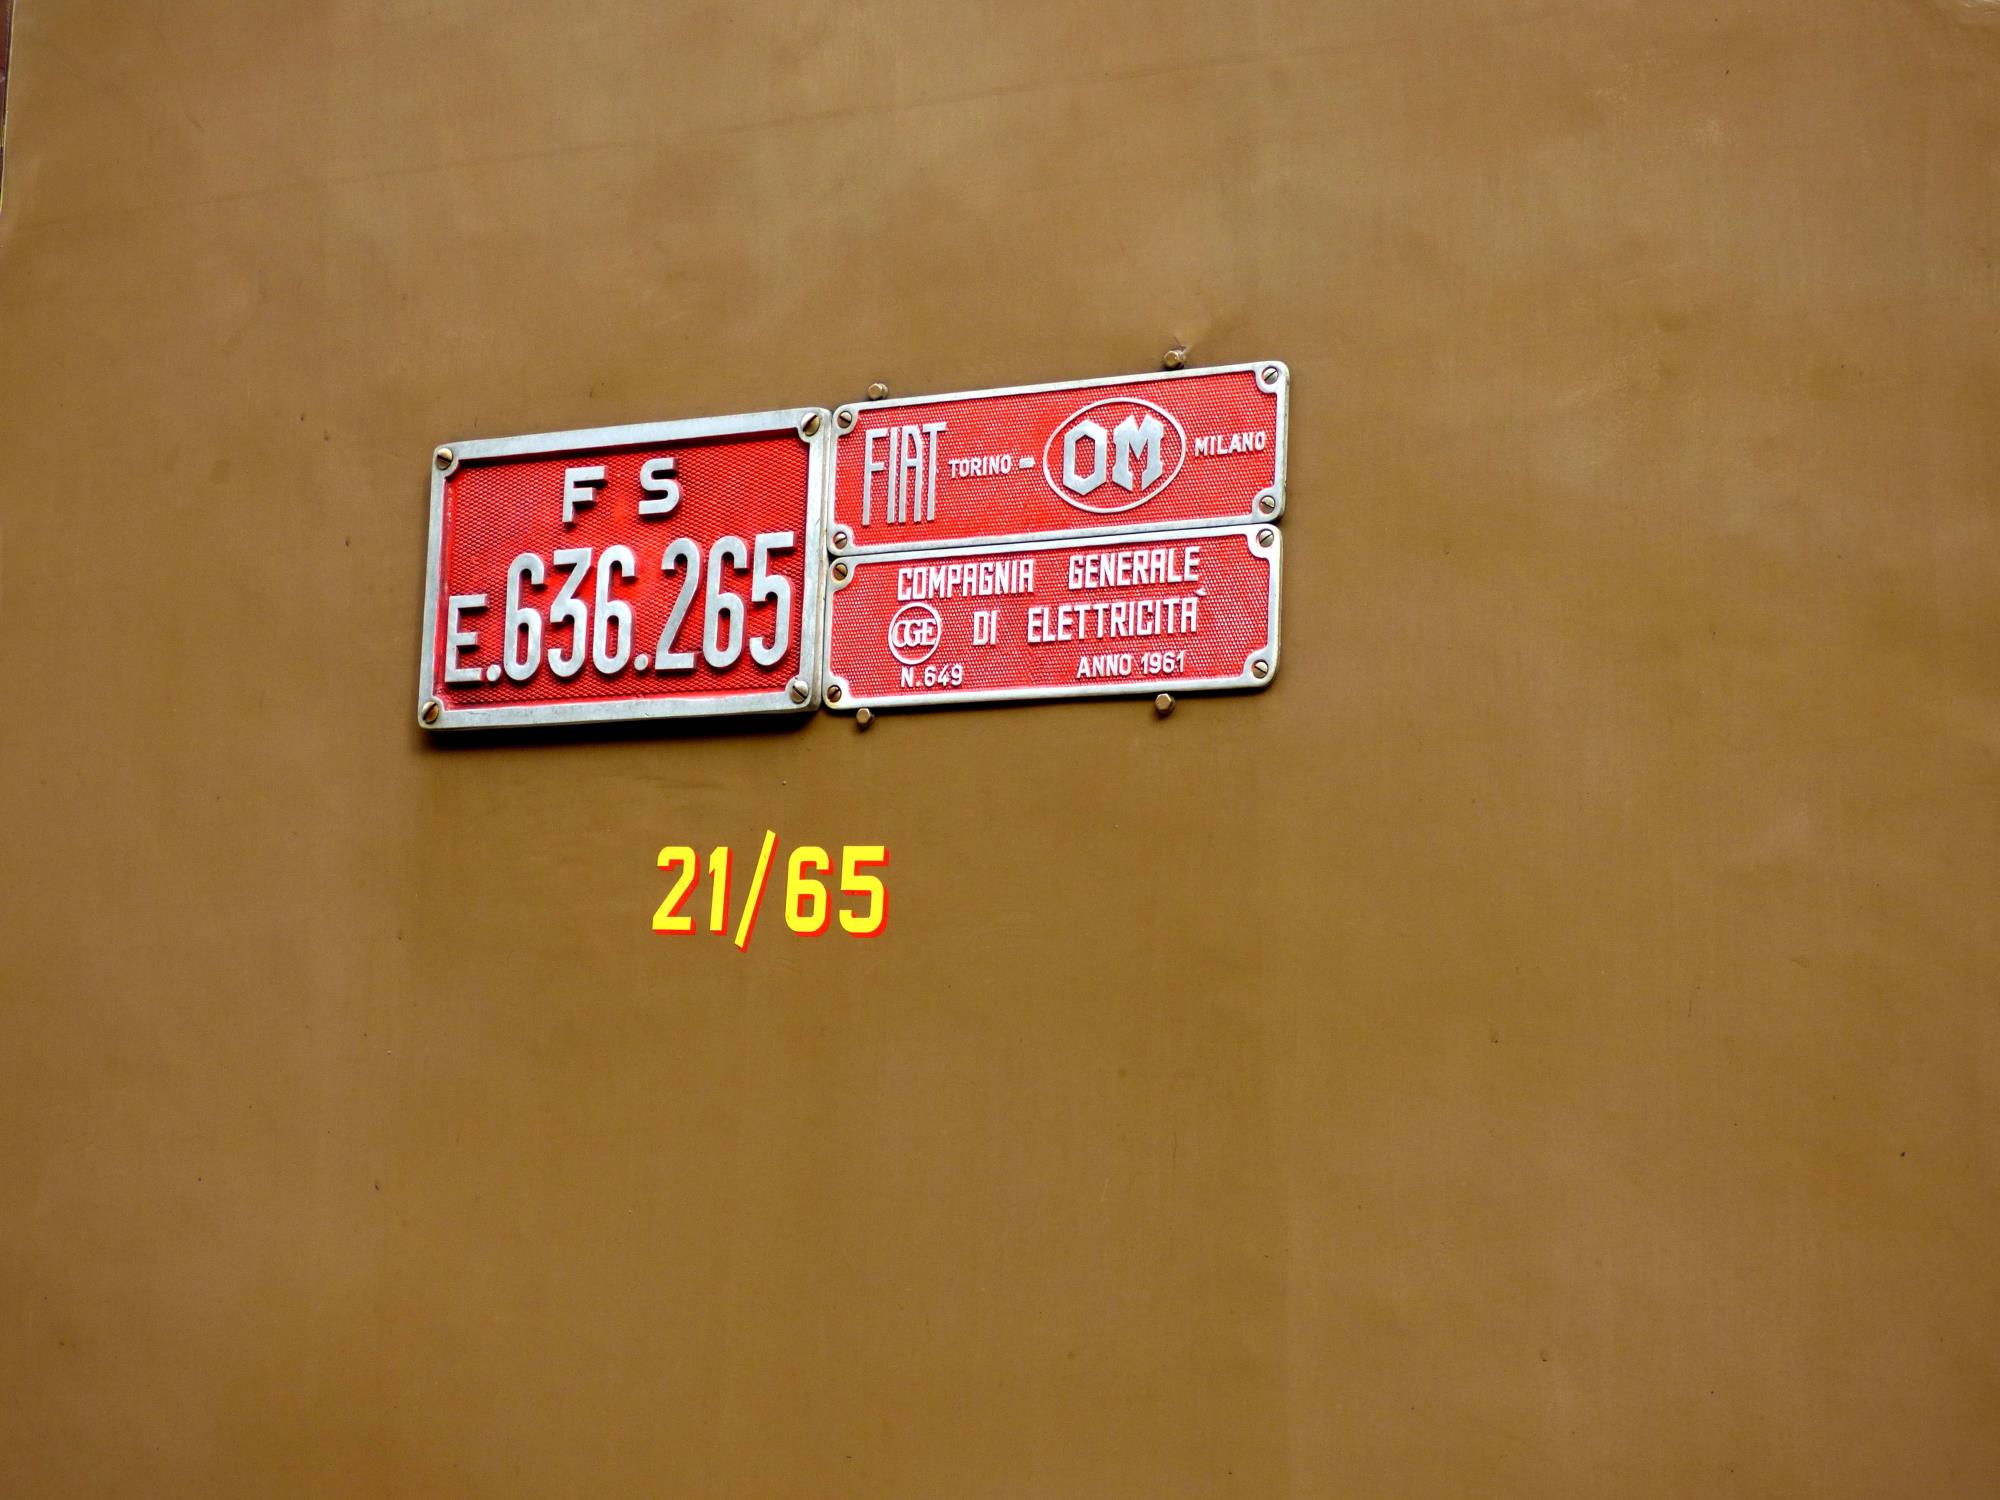 F S
E.636.265
FIAT TORINO - OM MILANO
COMPAGNIA GENERALE
CGE DI ELETTRICITÀ
N.649 ANNO 1961
21/65